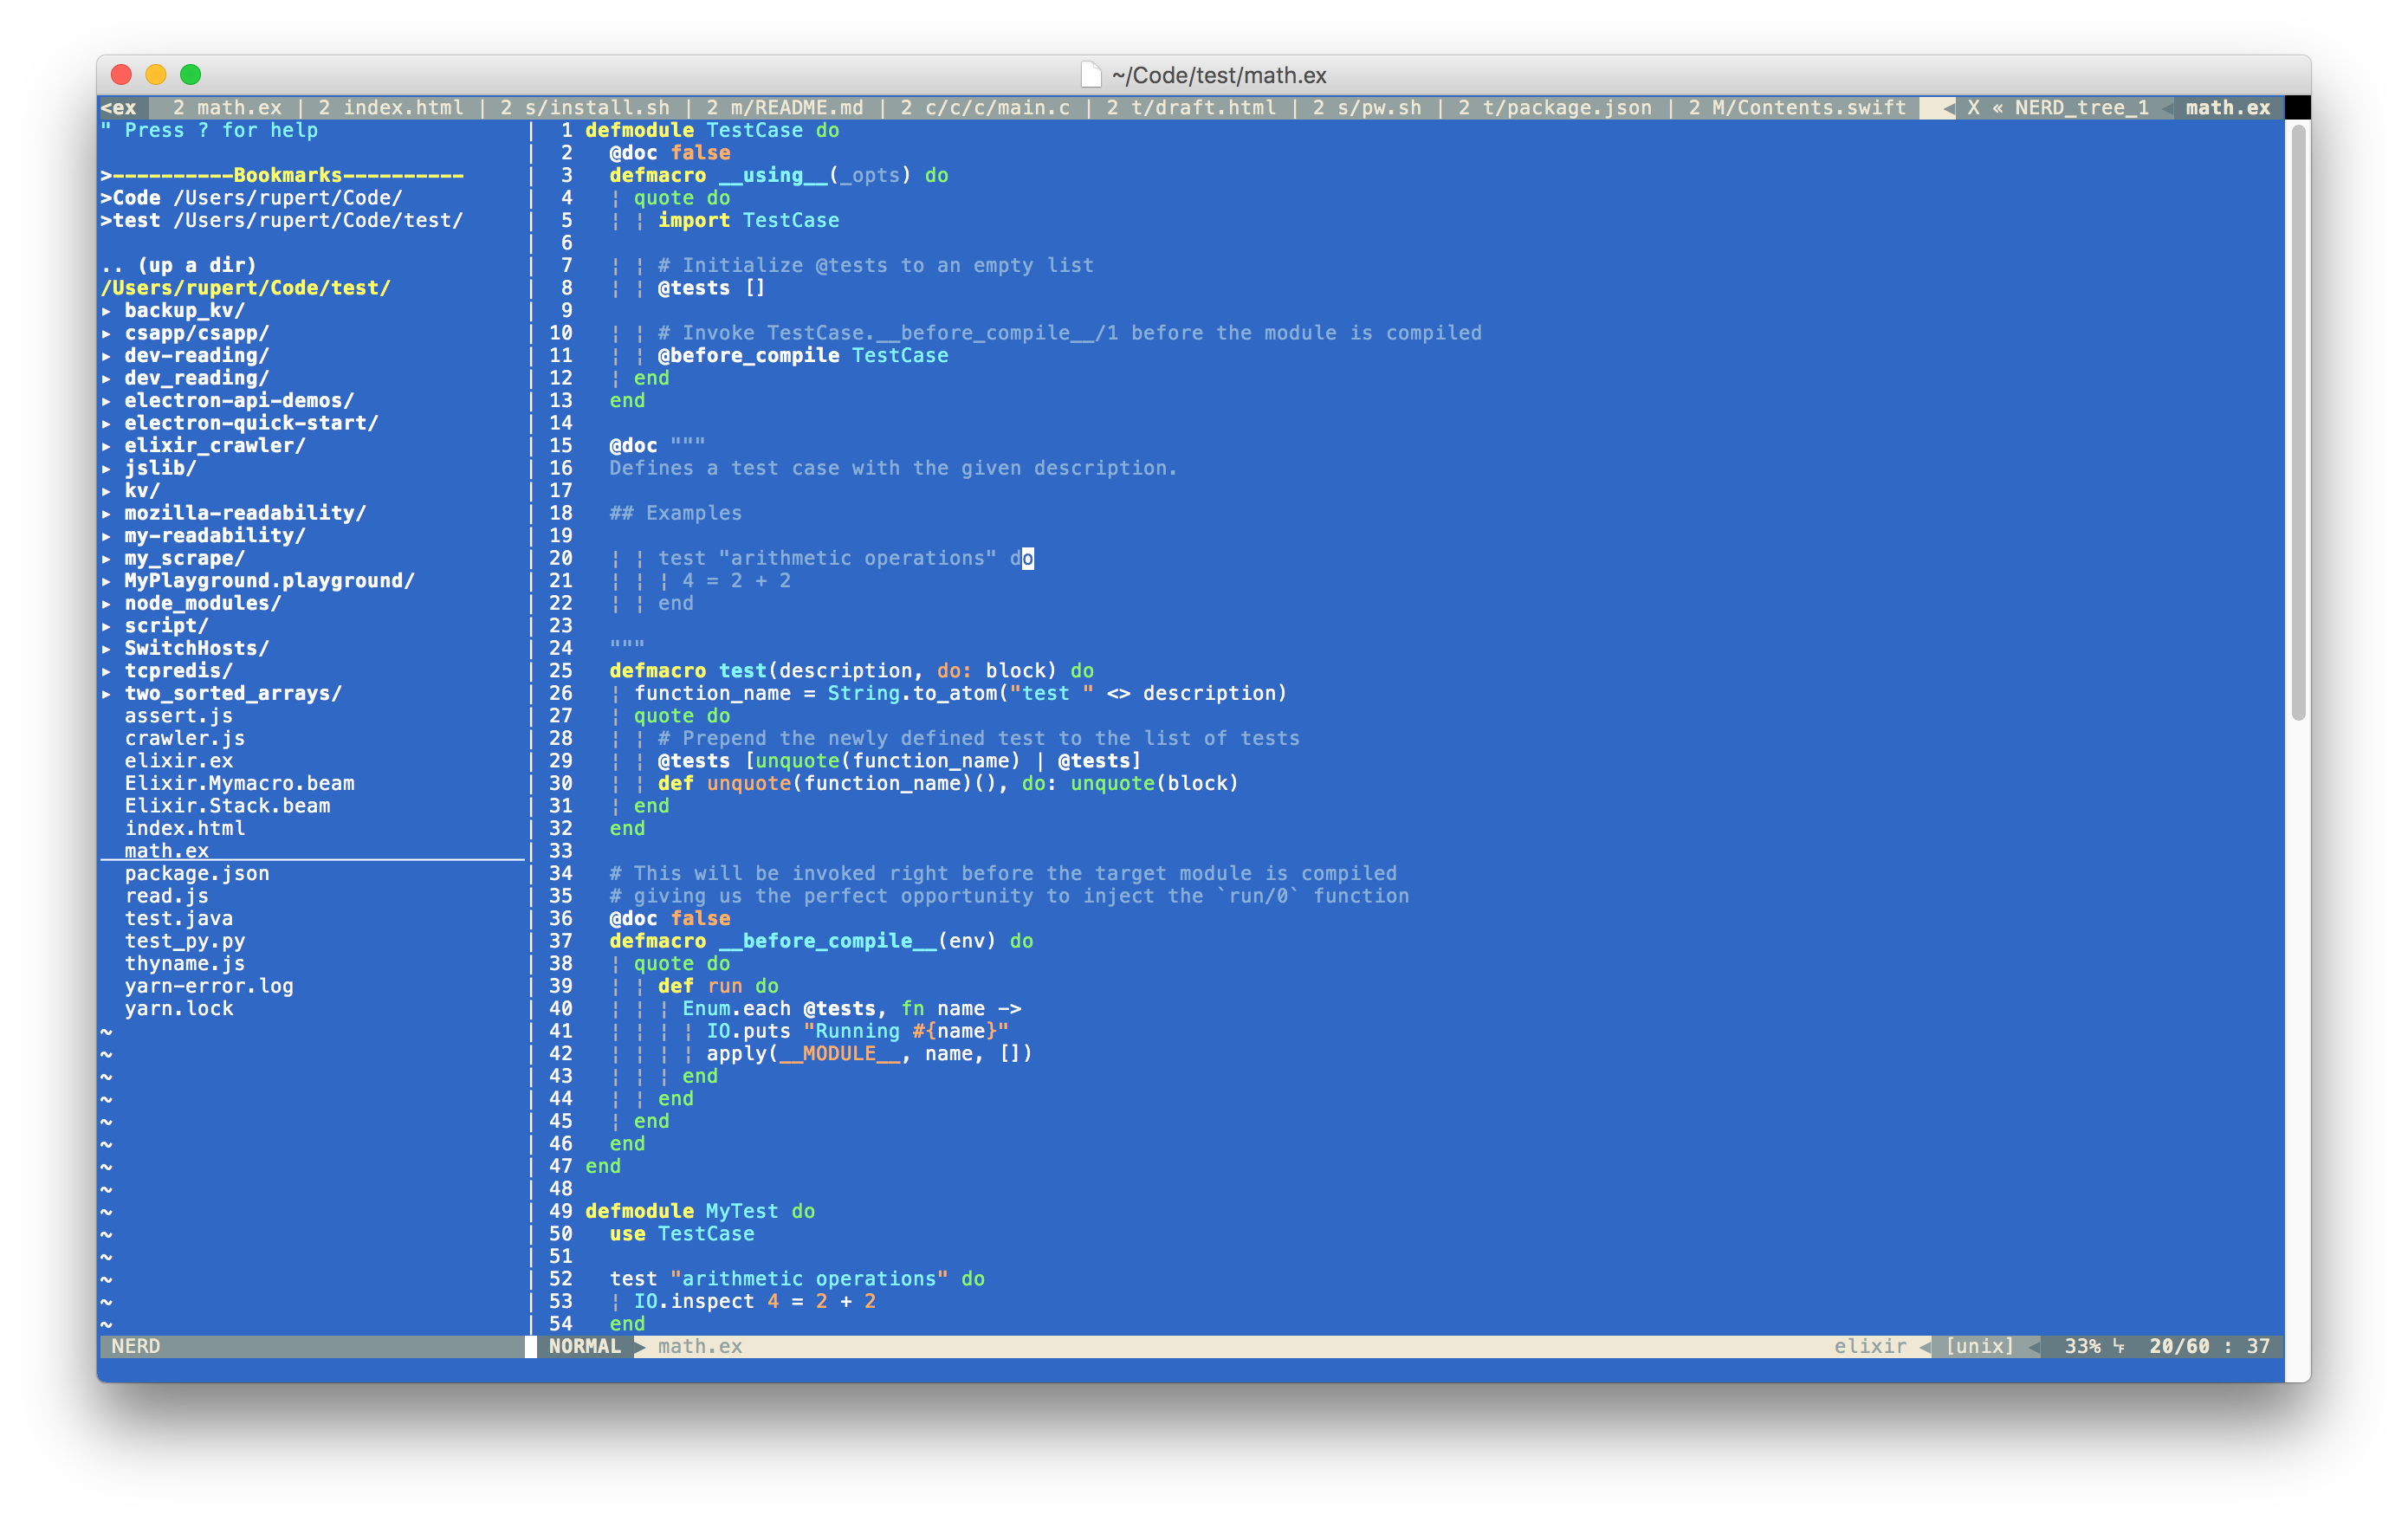 ~/Code/test/math.ex
<ex  2 math.ex | 2 index.html | 2 s/install.sh | 2 m/README.md | 2 c/c/c/main.c | 2 t/draft.html | 2 s/pw.sh | 2 t/package.json | 2 M/Contents.swift  X « NERD_tree_1  math.ex
" Press ? for help
>----------Bookmarks----------
>Code /Users/rupert/Code/
>test /Users/rupert/Code/test/
.. (up a dir)
/Users/rupert/Code/test/
▸ backup_kv/
▸ csapp/csapp/
▸ dev-reading/
▸ dev_reading/
▸ electron-api-demos/
▸ electron-quick-start/
▸ elixir_crawler/
▸ jslib/
▸ kv/
▸ mozilla-readability/
▸ my-readability/
▸ my_scrape/
▸ MyPlayground.playground/
▸ node_modules/
▸ script/
▸ SwitchHosts/
▸ tcpredis/
▸ two_sorted_arrays/
assert.js
crawler.js
elixir.ex
Elixir.Mymacro.beam
Elixir.Stack.beam
index.html
math.ex
package.json
read.js
test.java
test_py.py
thyname.js
yarn-error.log
yarn.lock
~
~
~
~
~
~
~
~
~
~
~
~
~
~
1 defmodule TestCase do
2   @doc false
3   defmacro __using__(_opts) do
4   ¦ quote do
5   ¦ ¦ import TestCase
6
7   ¦ ¦ # Initialize @tests to an empty list
8   ¦ ¦ @tests []
9
10   ¦ ¦ # Invoke TestCase.__before_compile__/1 before the module is compiled
11   ¦ ¦ @before_compile TestCase
12   ¦ end
13   end
14
15   @doc """
16   Defines a test case with the given description.
17
18   ## Examples
19
20   ¦ ¦ test "arithmetic operations" do
21   ¦ ¦ ¦ 4 = 2 + 2
22   ¦ ¦ end
23
24   """
25   defmacro test(description, do: block) do
26   ¦ function_name = String.to_atom("test " <> description)
27   ¦ quote do
28   ¦ ¦ # Prepend the newly defined test to the list of tests
29   ¦ ¦ @tests [unquote(function_name) | @tests]
30   ¦ ¦ def unquote(function_name)(), do: unquote(block)
31   ¦ end
32   end
33
34   # This will be invoked right before the target module is compiled
35   # giving us the perfect opportunity to inject the `run/0` function
36   @doc false
37   defmacro __before_compile__(env) do
38   ¦ quote do
39   ¦ ¦ def run do
40   ¦ ¦ ¦ Enum.each @tests, fn name ->
41   ¦ ¦ ¦ ¦ IO.puts "Running #{name}"
42   ¦ ¦ ¦ ¦ apply(__MODULE__, name, [])
43   ¦ ¦ ¦ end
44   ¦ ¦ end
45   ¦ end
46   end
47 end
48
49 defmodule MyTest do
50   use TestCase
51
52   test "arithmetic operations" do
53   ¦ IO.inspect 4 = 2 + 2
54   end
NERD
NORMAL  math.ex  elixir  [unix]  33%  20/60 : 37